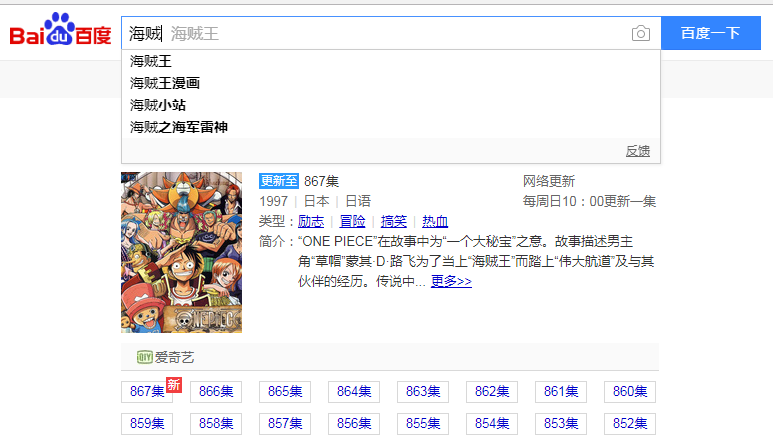 Bai du 百度
海贼 海贼王
百度一下
海贼王
海贼王漫画
海贼小站
海贼之海军雷神
反馈
ONE PIECE
更新至 867集 网络更新
1997 | 日本 | 日语 每周日10：00更新一集
类型：励志 | 冒险 | 搞笑 | 热血
简介：“ONE PIECE”在故事中为“一个大秘宝”之意。故事描述男主
角“草帽”蒙其·D·路飞为了当上“海贼王”而踏上“伟大航道”及与其
伙伴的经历。传说中... 更多>>
QIY 爱奇艺
867集 新 866集 865集 864集 863集 862集 861集 860集
859集 858集 857集 856集 855集 854集 853集 852集